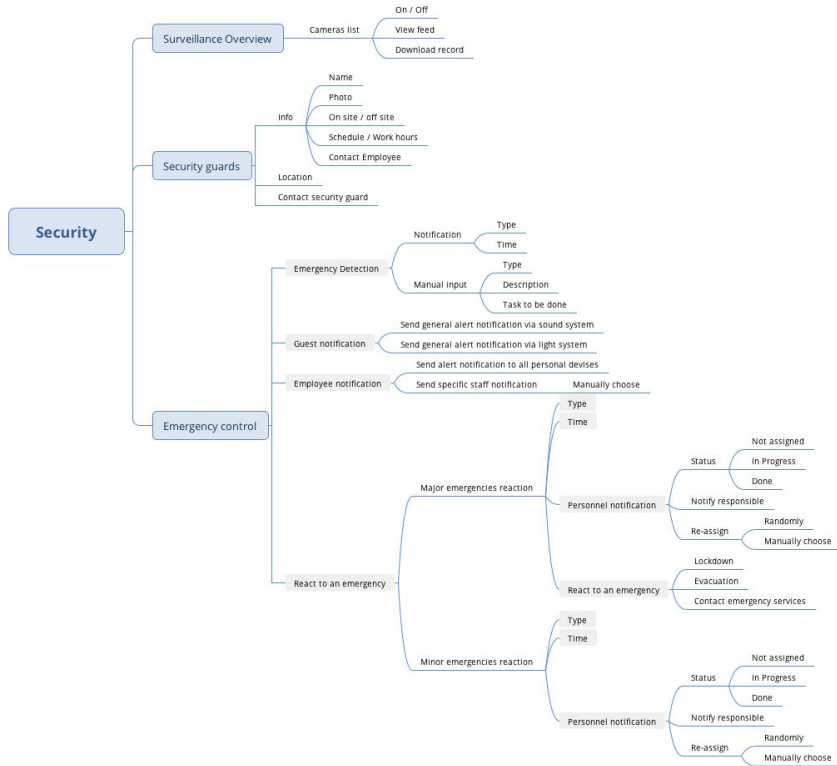 On / Off
Surveillance Overview
Cameras list
View feed
Download record
Name
Photo
Info
On site / off site
Schedule / Work hours
Contact Employee
Security guards
Location
Contact security guard
Security
Type
Notification
Time
Emergency Detection
Type
Manual input
Description
Task to be done
Send general alert notification via sound system
Guest notification
Send general alert notification via light system
Send alert notification to all personal devises
Employee notification
Send specific staff notification
Manually choose
Emergency control
Type
Time
Major emergencies reaction
Not assigned
Status
In Progress
Done
Personnel notification
Notify responsible
Randomly
Re-assign
Manually choose
Lockdown
React to an emergency
Evacuation
Contact emergency services
React to an emergency
Type
Time
Minor emergencies reaction
Not assigned
Status
In Progress
Done
Personnel notification
Notify responsible
Randomly
Re-assign
Manually choose